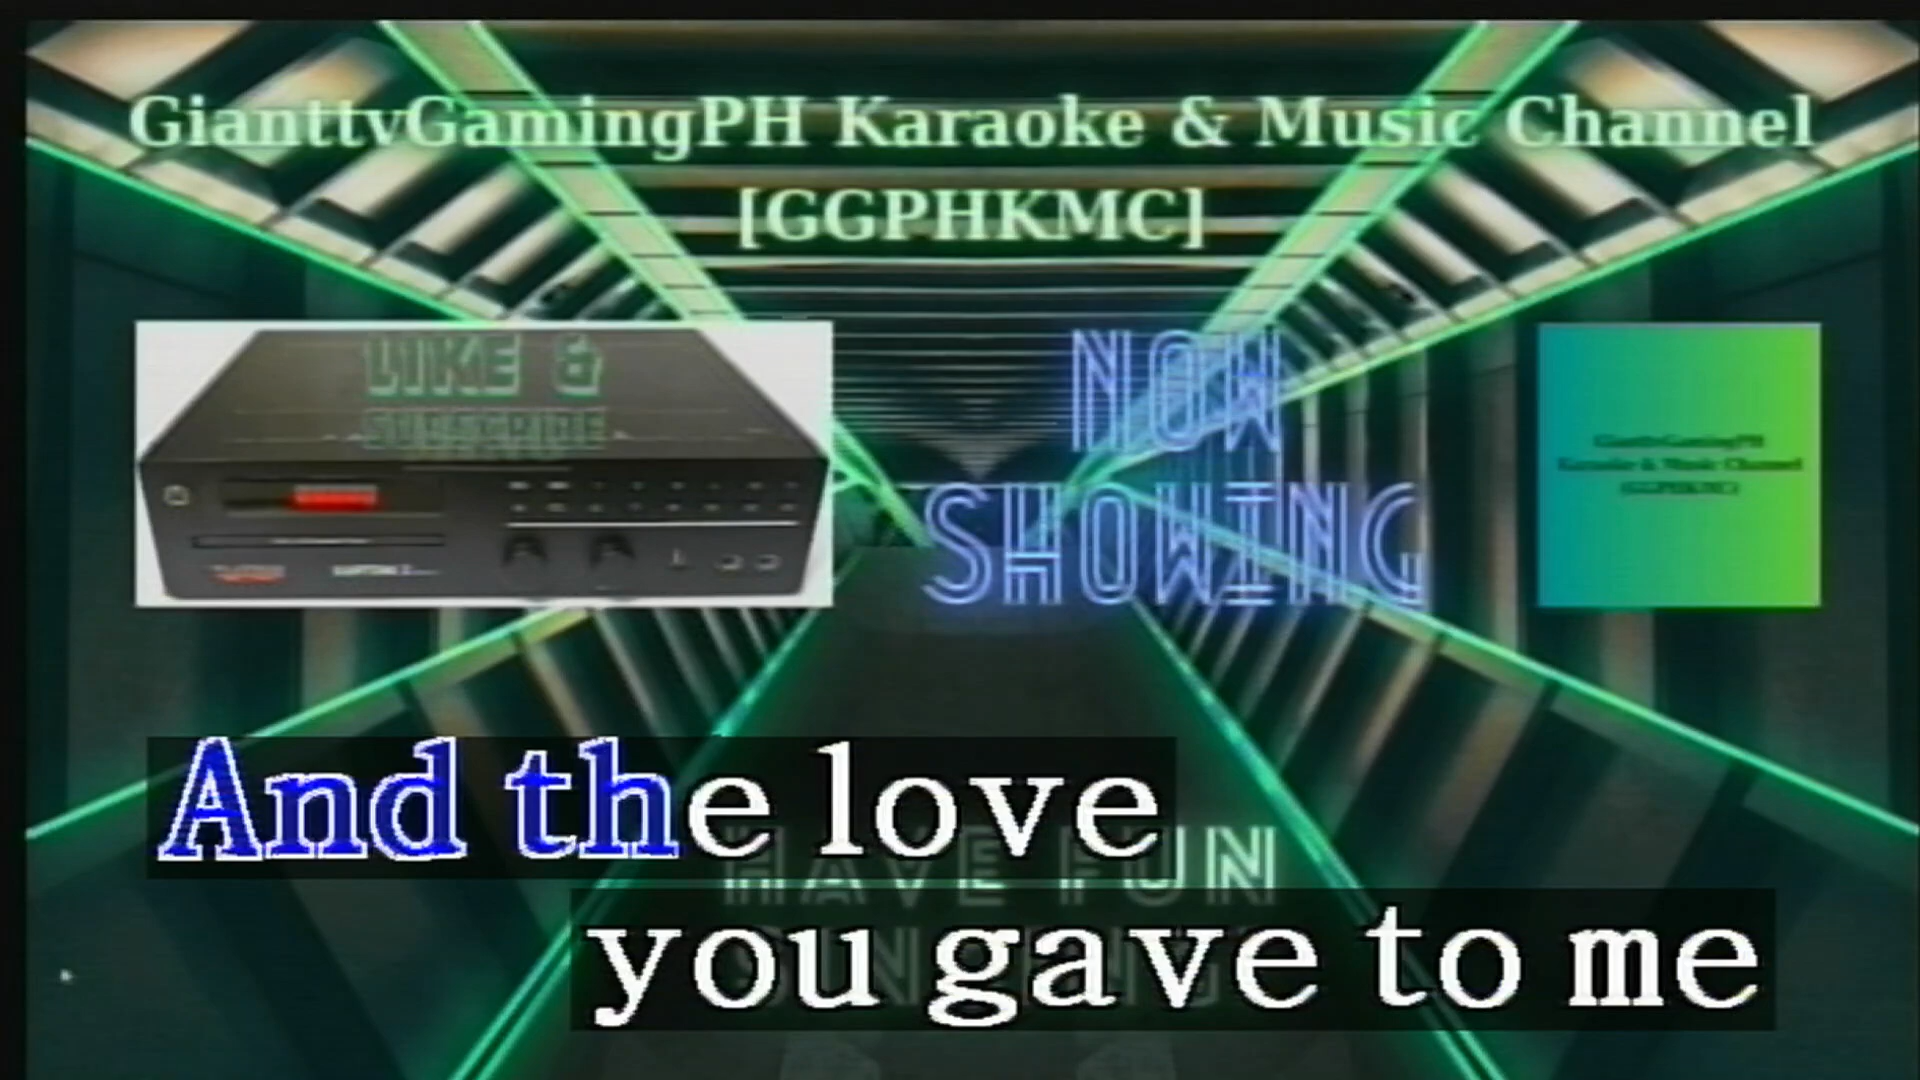 GianttvGamingPH Karaoke & Music Channel
[GGPHKMC]
LIKE &
SUBSCRIBE
NOW
SHOWING
GianttvGamingPH
Karaoke & Music Channel
(GGPHKMC)
And the love
HAVE FUN
you gave to me